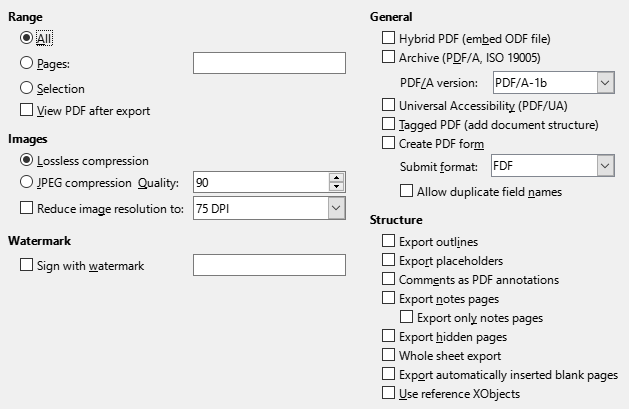 Range
All
Pages:
Selection
View PDF after export
Images
Lossless compression
JPEG compression Quality: 90
Reduce image resolution to: 75 DPI
Watermark
Sign with watermark
General
Hybrid PDF (embed ODF file)
Archive (PDF/A, ISO 19005)
PDF/A version: PDF/A-1b
Universal Accessibility (PDF/UA)
Tagged PDF (add document structure)
Create PDF form
Submit format: FDF
Allow duplicate field names
Structure
Export outlines
Export placeholders
Comments as PDF annotations
Export notes pages
Export only notes pages
Export hidden pages
Whole sheet export
Export automatically inserted blank pages
Use reference XObjects